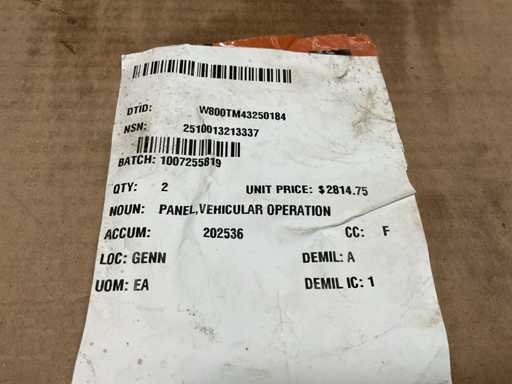 DTID: W800TM43250184
NSN: 2510013213337
BATCH: 1007255819
QTY: 2 UNIT PRICE: $2814.75
NOUN: PANEL,VEHICULAR OPERATION
ACCUM: 202536 CC: F
LOC: GENN DEMIL: A
UOM: EA DEMIL IC: 1